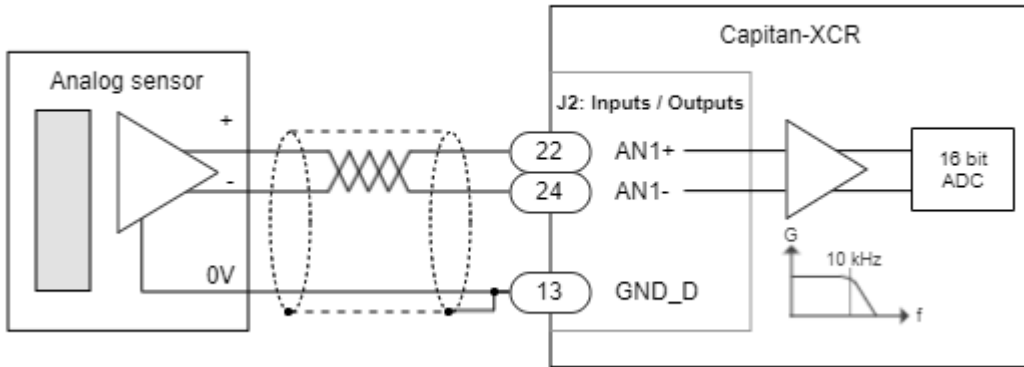 Capitan-XCR
Analog sensor
J2: Inputs / Outputs
+
22
AN1+
16 bit
ADC
-
24
AN1-
G
10 kHz
0V
13
GND_D
f